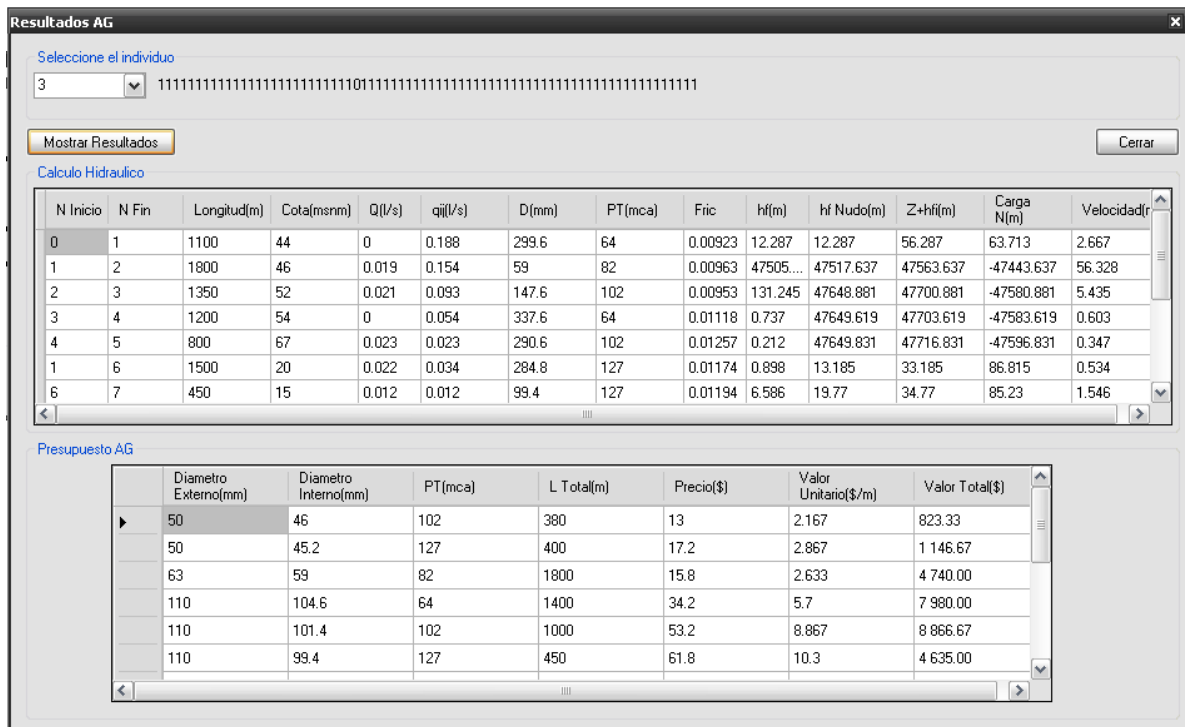 Resultados AG
Seleccione el individuo
3
Mostrar Resultados
Cerrar
Calculo Hidraulico
N Inicio N Fin Longitud(m) Cota(msnm) Q(l/s) qij(l/s) D(mm) PT(mca) Fric hf(m) hf Nudo(m) Z+hfi(m) Carga N(m) Velocidad(r
0 1 1100 44 0 0.188 299.6 64 0.00923 12.287 12.287 56.287 63.713 2.667
1 2 1800 46 0.019 0.154 59 82 0.00963 47505.... 47517.637 47563.637 -47443.637 56.328
2 3 1350 52 0.021 0.093 147.6 102 0.00953 131.245 47648.881 47700.881 -47580.881 5.435
3 4 1200 54 0 0.054 337.6 64 0.01118 0.737 47649.619 47703.619 -47583.619 0.603
4 5 800 67 0.023 0.023 290.6 102 0.01257 0.212 47649.831 47716.831 -47596.831 0.347
1 6 1500 20 0.022 0.034 284.8 127 0.01174 0.898 13.185 33.185 86.815 0.534
6 7 450 15 0.012 0.012 99.4 127 0.01194 6.586 19.77 34.77 85.23 1.546
Presupuesto AG
Diametro Externo(mm) Diametro Interno(mm) PT(mca) L Total(m) Precio($) Valor Unitario($/m) Valor Total($)
50 46 102 380 13 2.167 823.33
50 45.2 127 400 17.2 2.867 1 146.67
63 59 82 1800 15.8 2.633 4 740.00
110 104.6 64 1400 34.2 5.7 7 980.00
110 101.4 102 1000 53.2 8.867 8 866.67
110 99.4 127 450 61.8 10.3 4 635.00